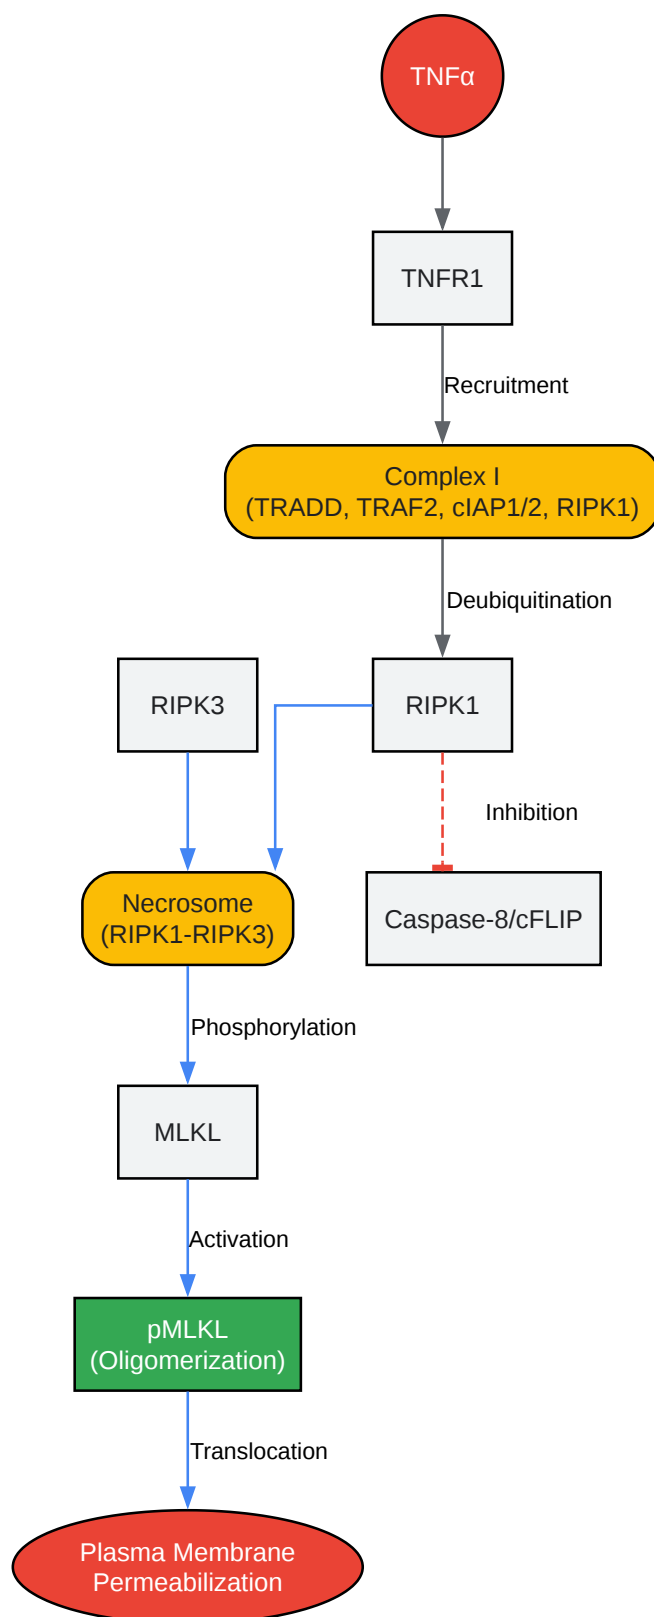 TNFα
TNFR1
Recruitment
Complex I
(TRADD, TRAF2, cIAP1/2, RIPK1)
Deubiquitination
RIPK3
RIPK1
Inhibition
Necrosome
(RIPK1-RIPK3)
Caspase-8/cFLIP
Phosphorylation
MLKL
Activation
pMLKL
(Oligomerization)
Translocation
Plasma Membrane
Permeabilization